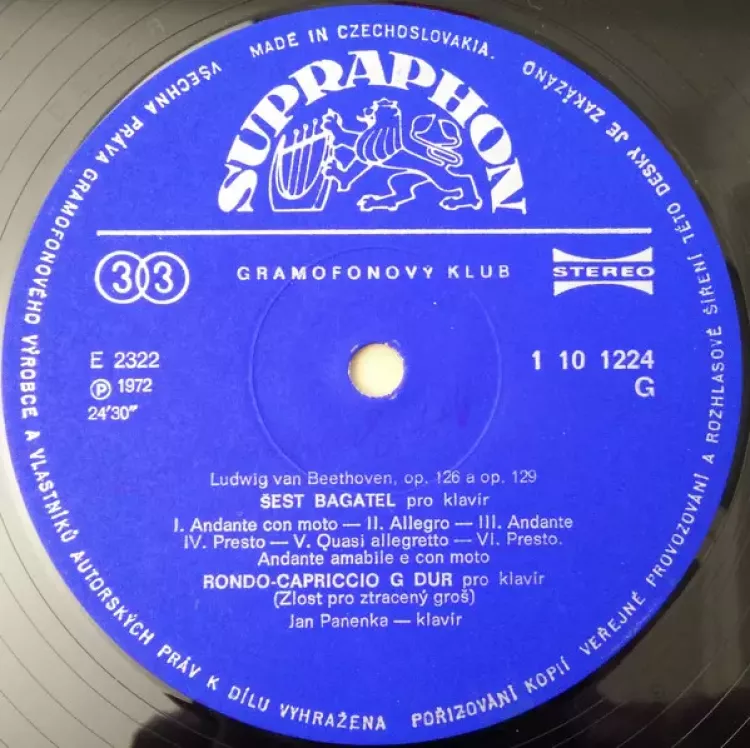 MADE IN CZECHOSLOVAKIA.
VŠECHNA PRÁVA GRAMOFONOVÉHO VÝROBCE A VLASTNÍKŮ AUTORSKÝCH PRÁV K DÍLU VYHRAŽENA
POŘIZOVÁNÍ KOPIÍ VEŘEJNÉ PROVOZOVÁNÍ A ROZHLASOVÉ ŠÍŘENÍ TÉTO DESKY JE ZAKÁZÁNO
SUPRAPHON
33
GRAMOFONOVÝ KLUB
STEREO
E 2322
℗ 1972
24'30"
1 10 1224
G
Ludwig van Beethoven, op. 126 a op. 129
ŠEST BAGATEL pro klavír
I. Andante con moto — II. Allegro — III. Andante
IV. Presto — V. Quasi allegretto — VI. Presto.
Andante amabile e con moto
RONDO-CAPRICCIO G DUR pro klavír
(Zlost pro ztracený groš)
Jan Panenka — klavír